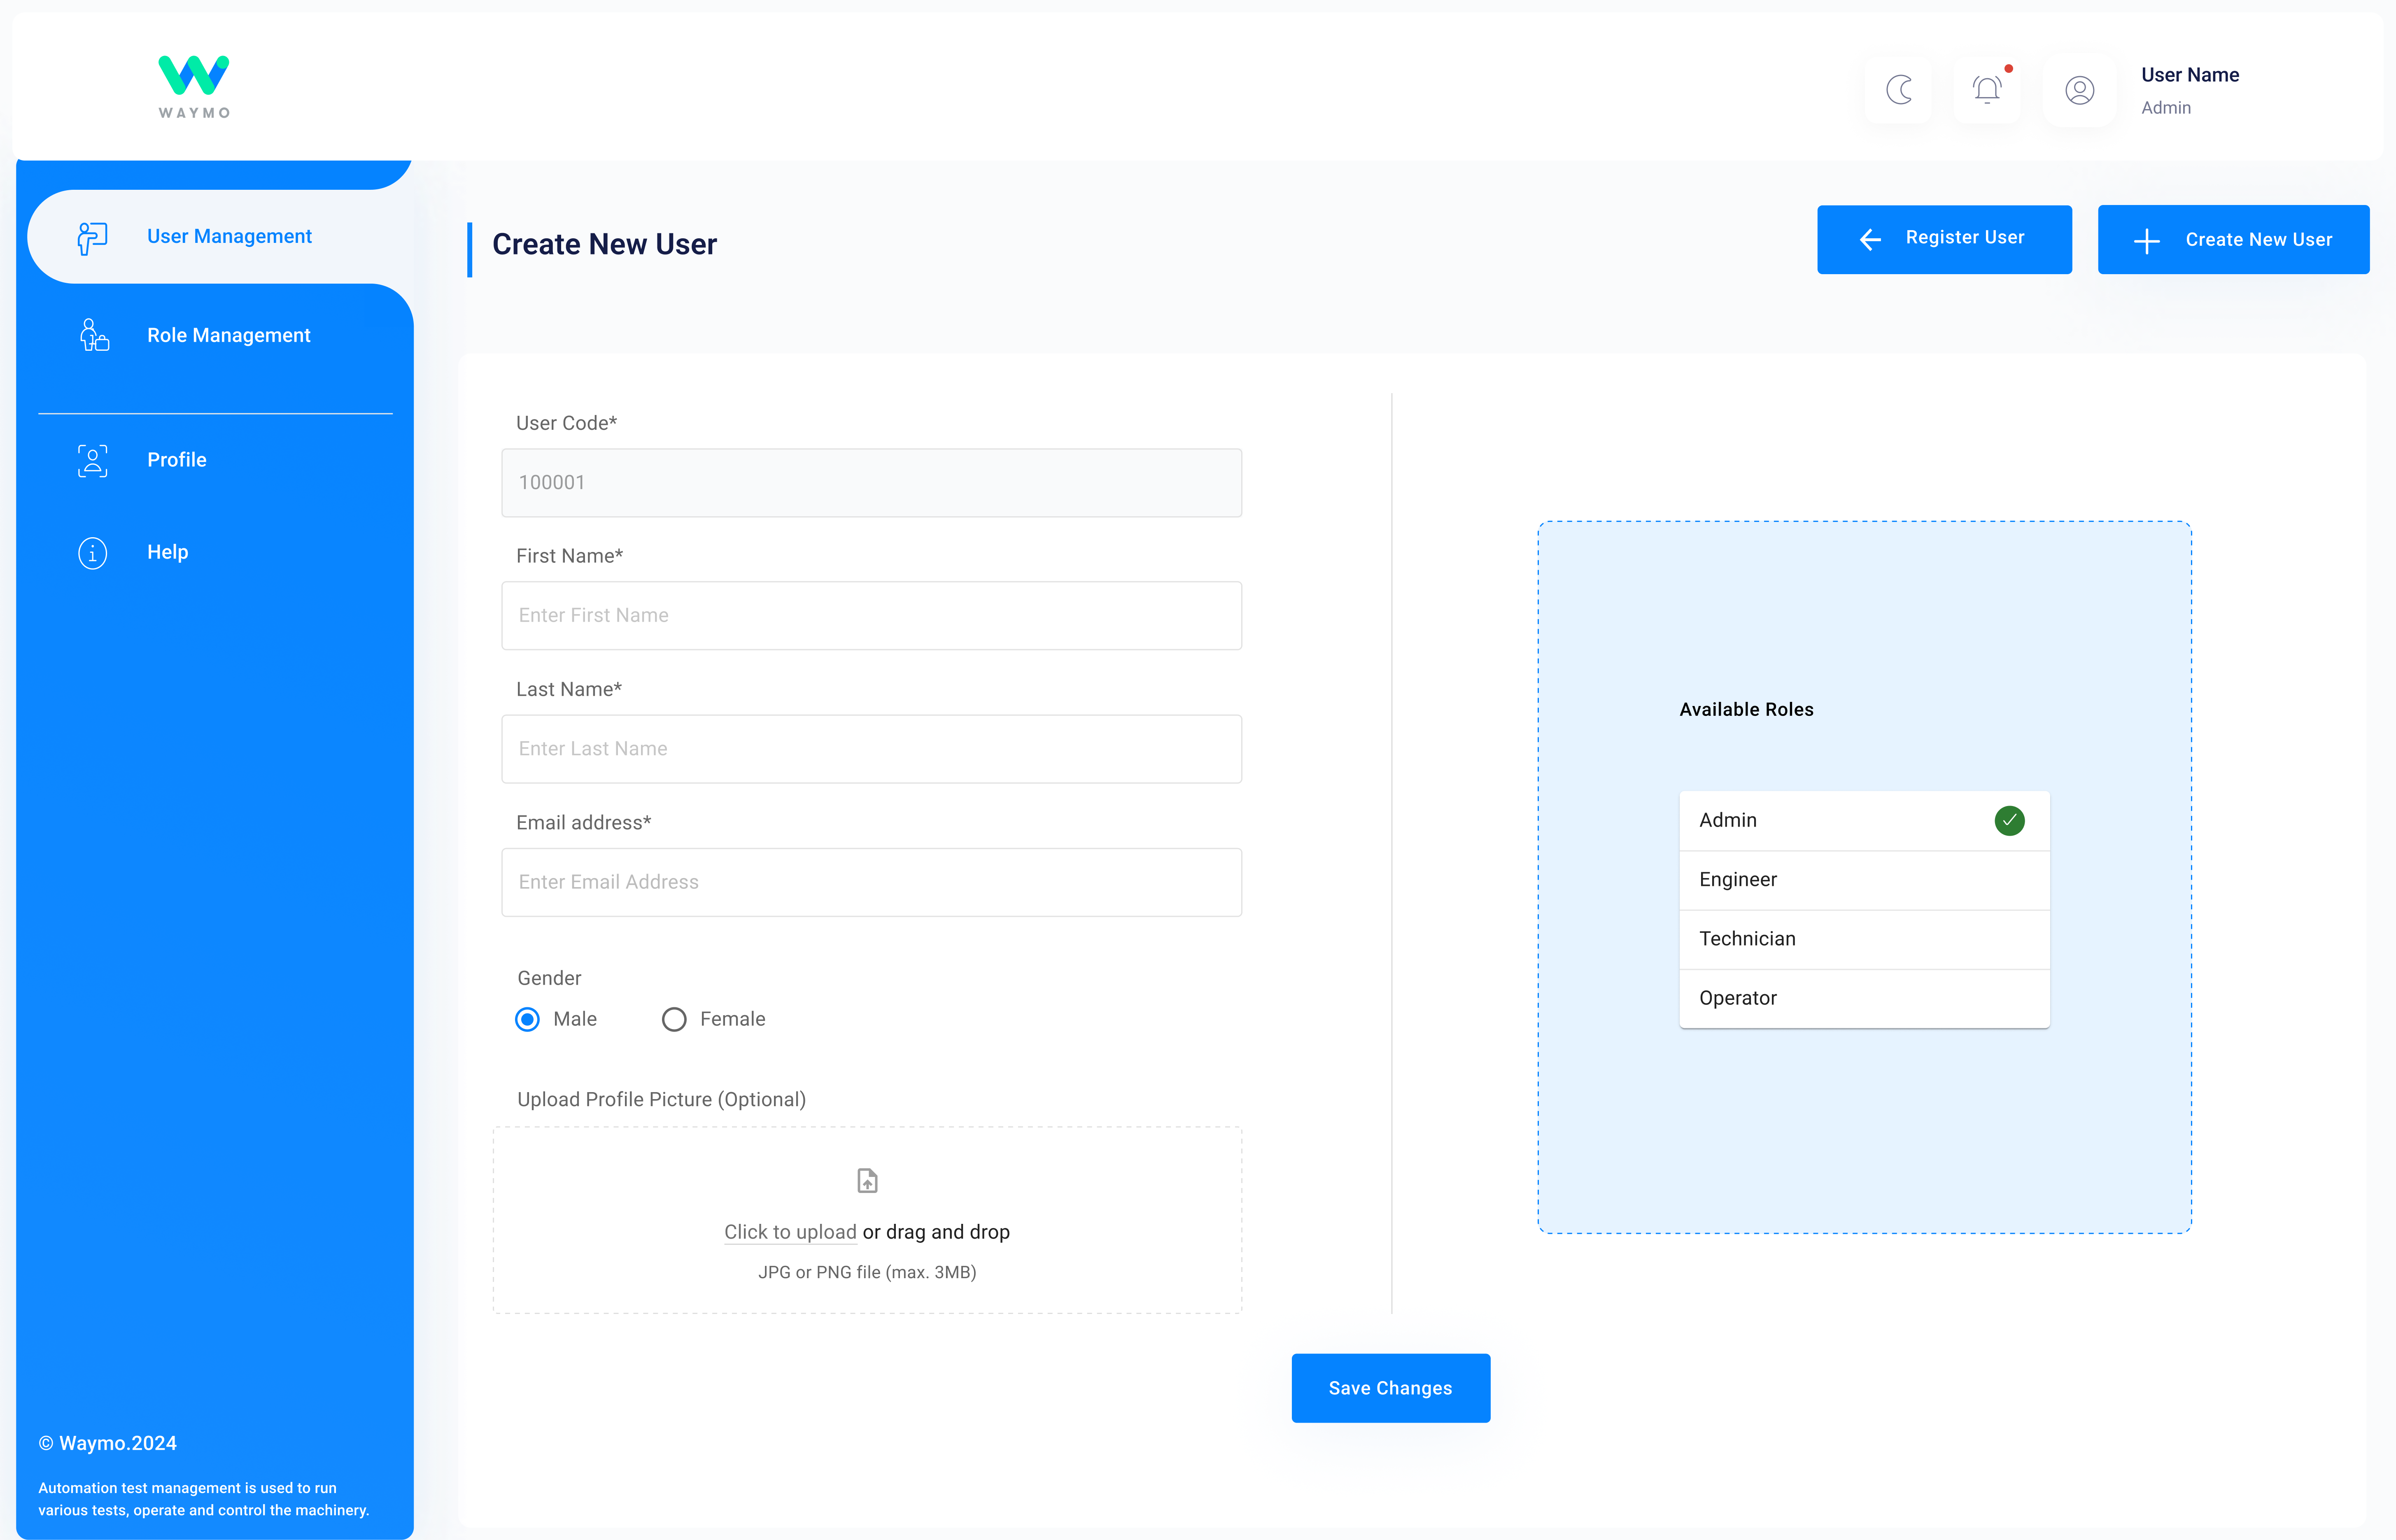 WAYMO
User Name
Admin
User Management
Role Management
Profile
Help
© Waymo.2024
Automation test management is used to run
various tests, operate and control the machinery.
Create New User
Register User
Create New User
User Code*
100001
First Name*
Enter First Name
Last Name*
Enter Last Name
Email address*
Enter Email Address
Gender
Male
Female
Upload Profile Picture (Optional)
Click to upload or drag and drop
JPG or PNG file (max. 3MB)
Available Roles
Admin
Engineer
Technician
Operator
Save Changes